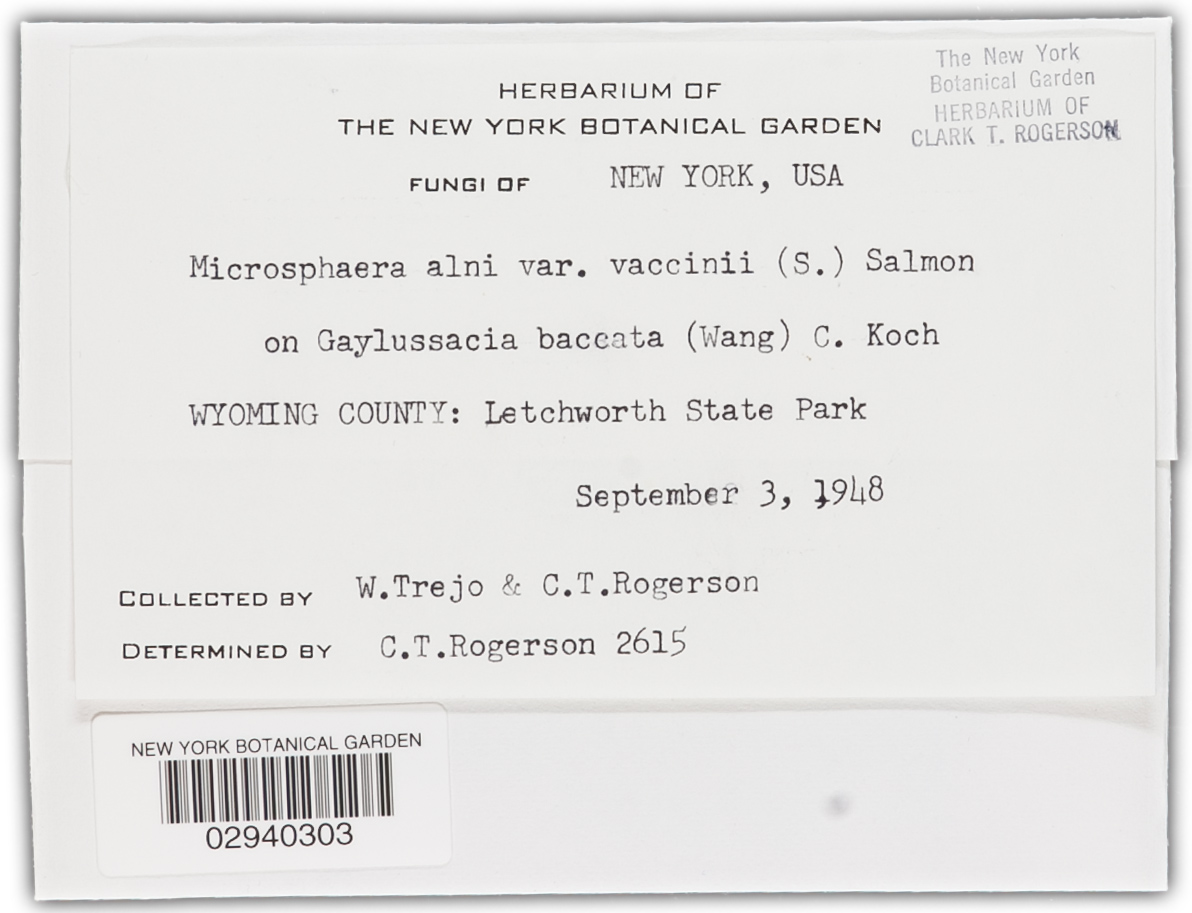 The New York
Botanical Garden
HERBARIUM OF
CLARK T. ROGERSON
HERBARIUM OF
THE NEW YORK BOTANICAL GARDEN
FUNGI OF NEW YORK, USA
Microsphaera alni var. vaccinii (S.) Salmon
on Gaylussacia baccata (Wang) C. Koch
WYOMING COUNTY: Letchworth State Park
September 3, 1948
COLLECTED BY W.Trejo & C.T.Rogerson
DETERMINED BY C.T.Rogerson 2615
NEW YORK BOTANICAL GARDEN
02940303